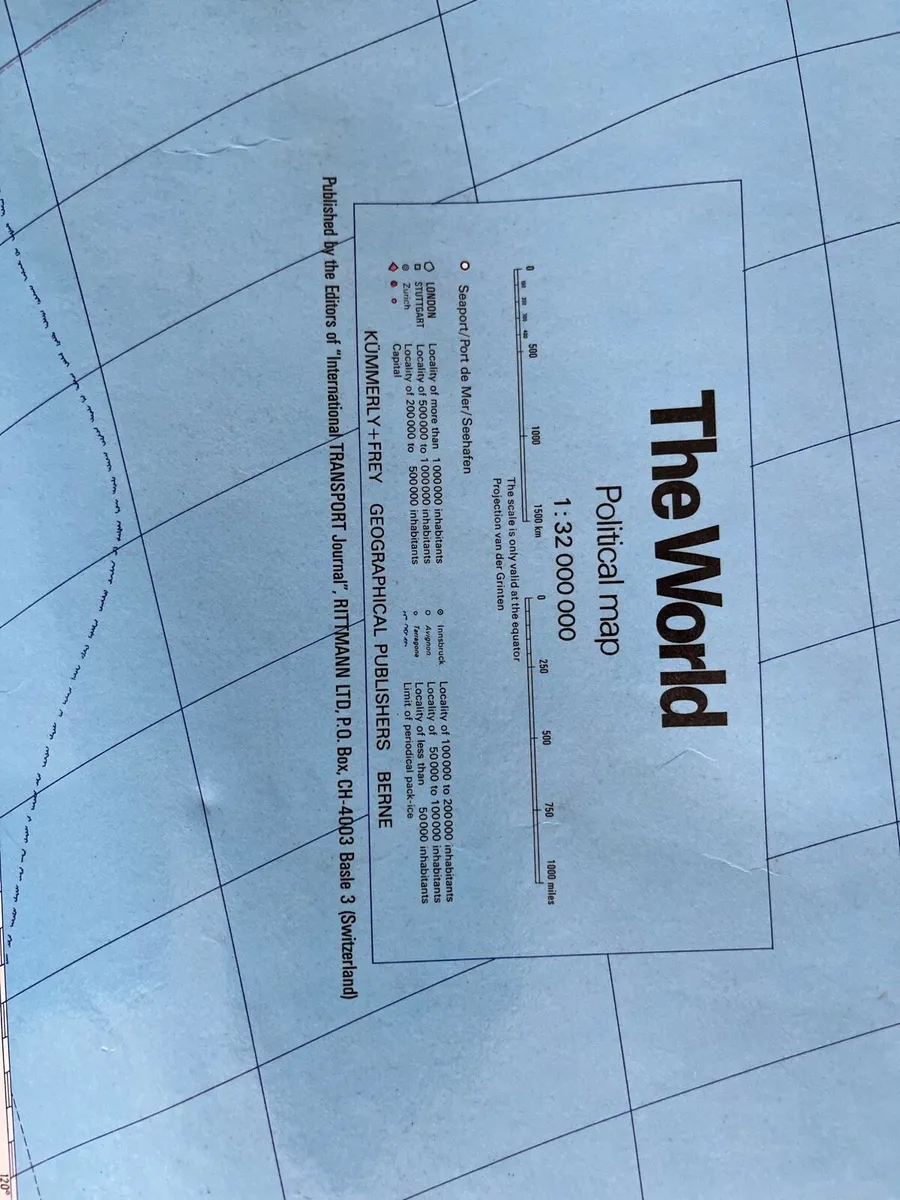 The World
Political map
1:32 000 000
0 100 200 300 400 500 1000 1500 km
0 250 500 750 1000 miles
The scale is only valid at the equator
Projection van der Grinten
Seaport/Port de Mer/Seehafen
LONDON Locality of more than 1 000 000 inhabitants
STUTTGART Locality of 500 000 to 1 000 000 inhabitants
Zürich Locality of 200 000 to 500 000 inhabitants
Capital
Innsbruck Locality of 100 000 to 200 000 inhabitants
Avignon Locality of 50 000 to 100 000 inhabitants
Tarragona Locality of less than 50 000 inhabitants
Limit of periodical pack-ice
KÜMMERLY+FREY GEOGRAPHICAL PUBLISHERS BERNE
Published by the Editors of "International TRANSPORT Journal", RITTMANN LTD, P.O. Box, CH-4003 Basle 3 (Switzerland)
120°